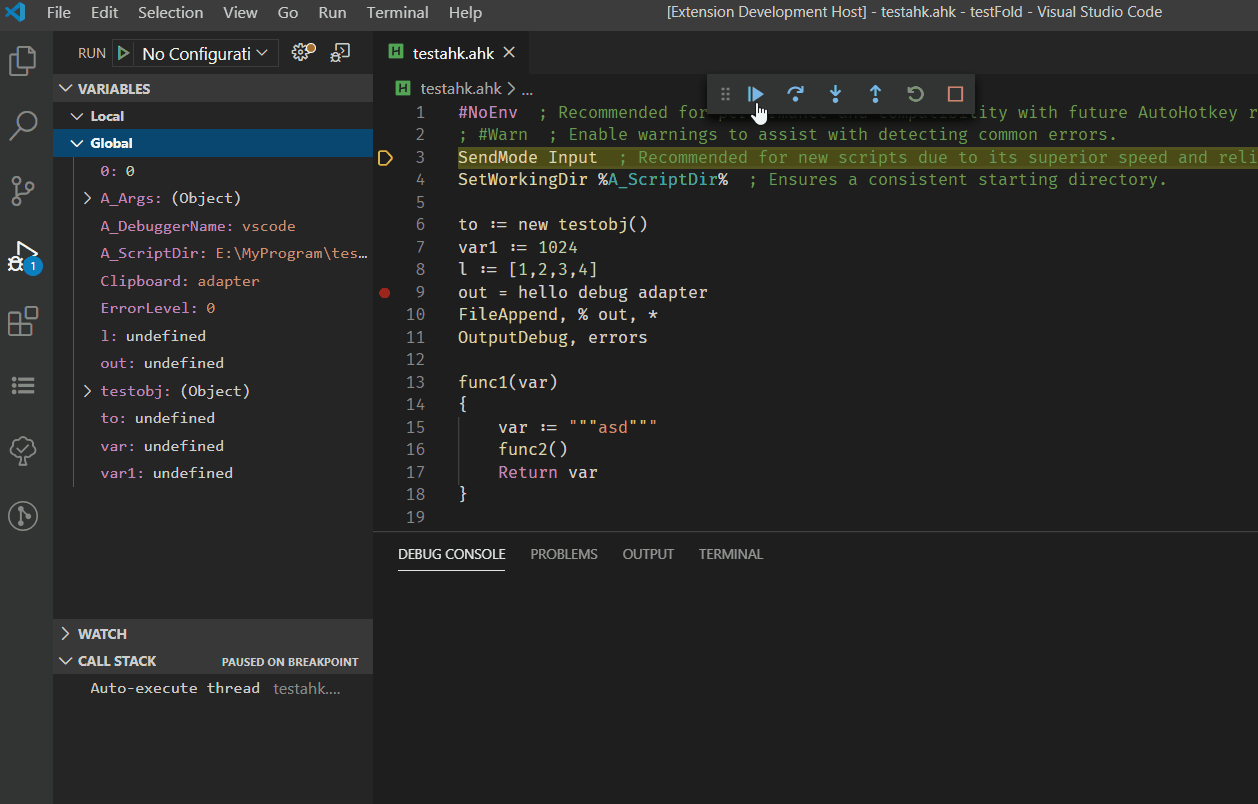 File Edit Selection View Go Run Terminal Help [Extension Development Host] - testahk.ahk - testFold - Visual Studio Code
RUN No Configurati
testahk.ahk
VARIABLES
testahk.ahk > ...
Local
Global
0: 0
A_Args: (Object)
A_DebuggerName: vscode
A_ScriptDir: E:\MyProgram\tes...
Clipboard: adapter
ErrorLevel: 0
l: undefined
out: undefined
testobj: (Object)
to: undefined
var: undefined
var1: undefined
1
WATCH
CALL STACK PAUSED ON BREAKPOINT
Auto-execute thread testahk....
1 #NoEnv ; Recommended for and compatibility with future AutoHotkey r
2 ; #Warn ; Enable warnings to assist with detecting common errors.
3 SendMode Input ; Recommended for new scripts due to its superior speed and reli
4 SetWorkingDir %A_ScriptDir% ; Ensures a consistent starting directory.
5
6 to := new testobj()
7 var1 := 1024
8 l := [1,2,3,4]
9 out = hello debug adapter
10 FileAppend, % out, *
11 OutputDebug, errors
12
13 func1(var)
14 {
15 var := """asd"""
16 func2()
17 Return var
18 }
19
DEBUG CONSOLE PROBLEMS OUTPUT TERMINAL